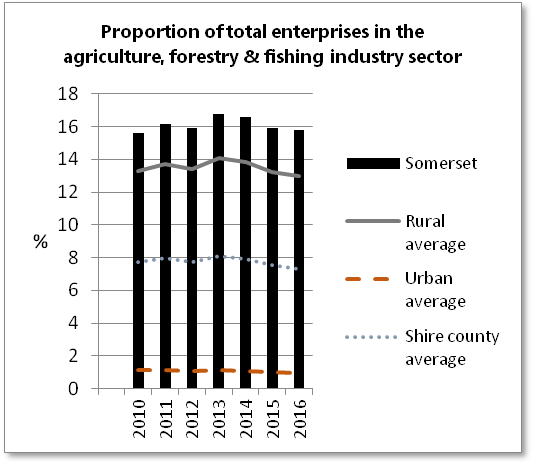 Proportion of total enterprises in the
agriculture, forestry & fishing industry sector
18
16
14
12
10
8
6
4
2
0
%
2010
2011
2012
2013
2014
2015
2016
Somerset
Rural
average
Urban
average
Shire county
average